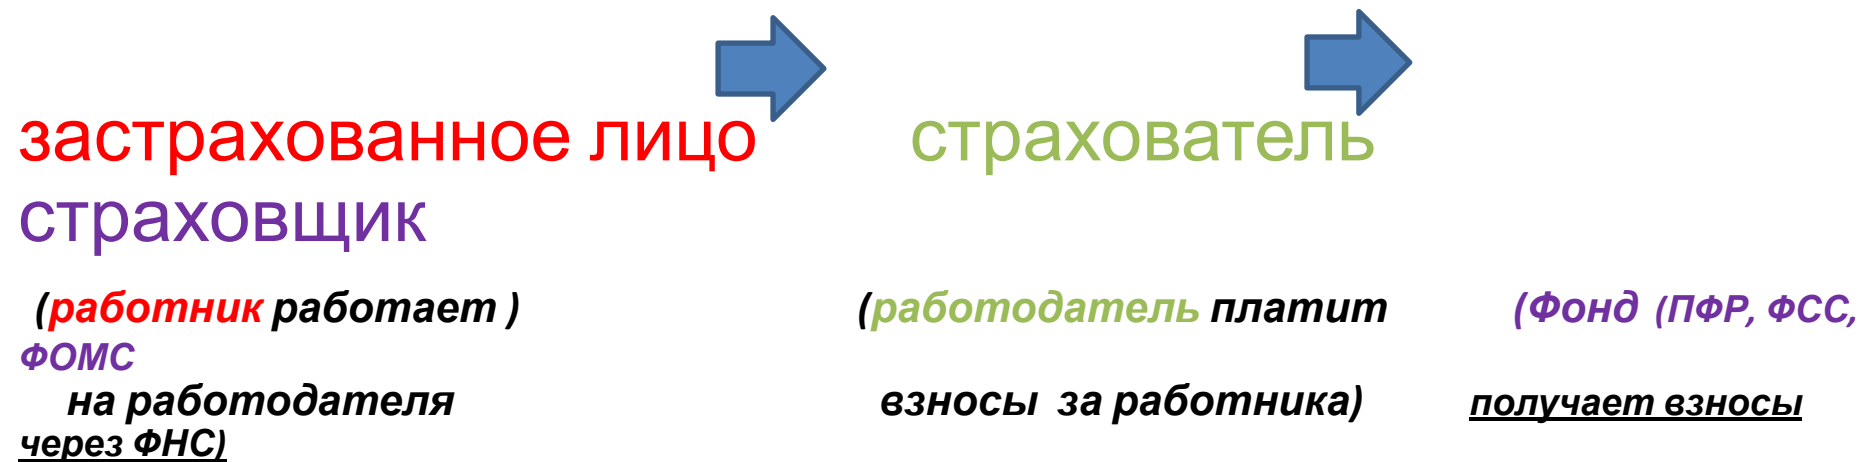 застрахованное лицо страхователь
страховщик
(работник работает ) (работодатель платит (Фонд (ПФР, ФСС,
ФОМС
на работодателя взносы за работника) получает взносы
через ФНС)